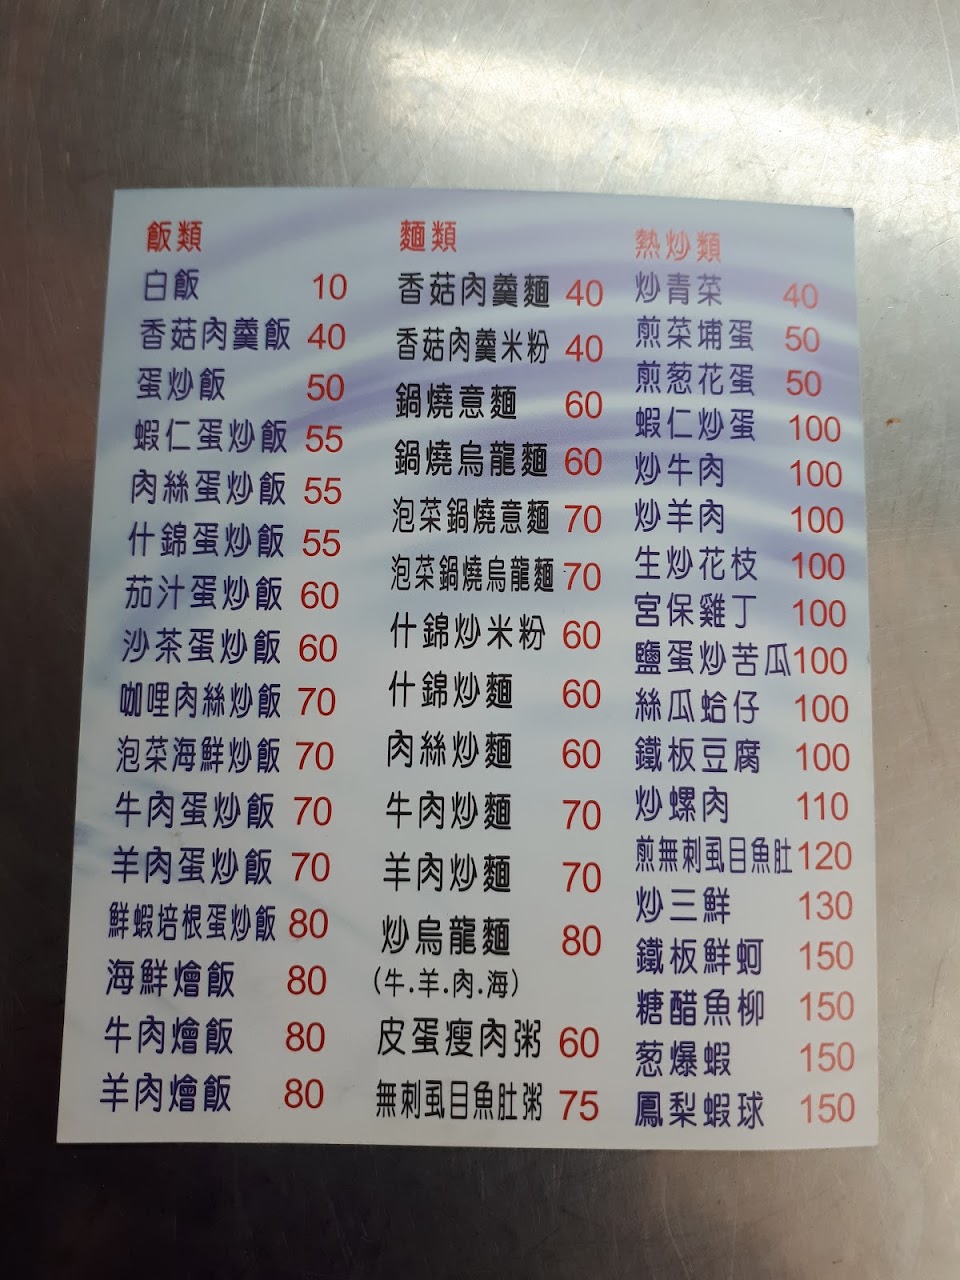 飯類
白飯 10
香菇肉羹飯 40
蛋炒飯 50
蝦仁蛋炒飯 55
肉絲蛋炒飯 55
什錦蛋炒飯 55
茄汁蛋炒飯 60
沙茶蛋炒飯 60
咖哩肉絲炒飯 70
泡菜海鮮炒飯 70
牛肉蛋炒飯 70
羊肉蛋炒飯 70
鮮蝦培根蛋炒飯 80
海鮮燴飯 80
牛肉燴飯 80
羊肉燴飯 80
麵類
香菇肉羹麵 40
香菇肉羹米粉 40
鍋燒意麵 60
鍋燒烏龍麵 60
泡菜鍋燒意麵 70
泡菜鍋燒烏龍麵 70
什錦炒米粉 60
什錦炒麵 60
肉絲炒麵 60
牛肉炒麵 70
羊肉炒麵 70
炒烏龍麵 80
(牛.羊.肉.海)
皮蛋瘦肉粥 60
無刺虱目魚肚粥 75
熱炒類
炒青菜 40
煎菜埔蛋 50
煎葱花蛋 50
蝦仁炒蛋 100
炒牛肉 100
炒羊肉 100
生炒花枝 100
宮保雞丁 100
鹽蛋炒苦瓜 100
絲瓜蛤仔 100
鐵板豆腐 100
炒螺肉 110
煎無刺虱目魚肚 120
炒三鮮 130
鐵板鮮蚵 150
糖醋魚柳 150
葱爆蝦 150
鳳梨蝦球 150